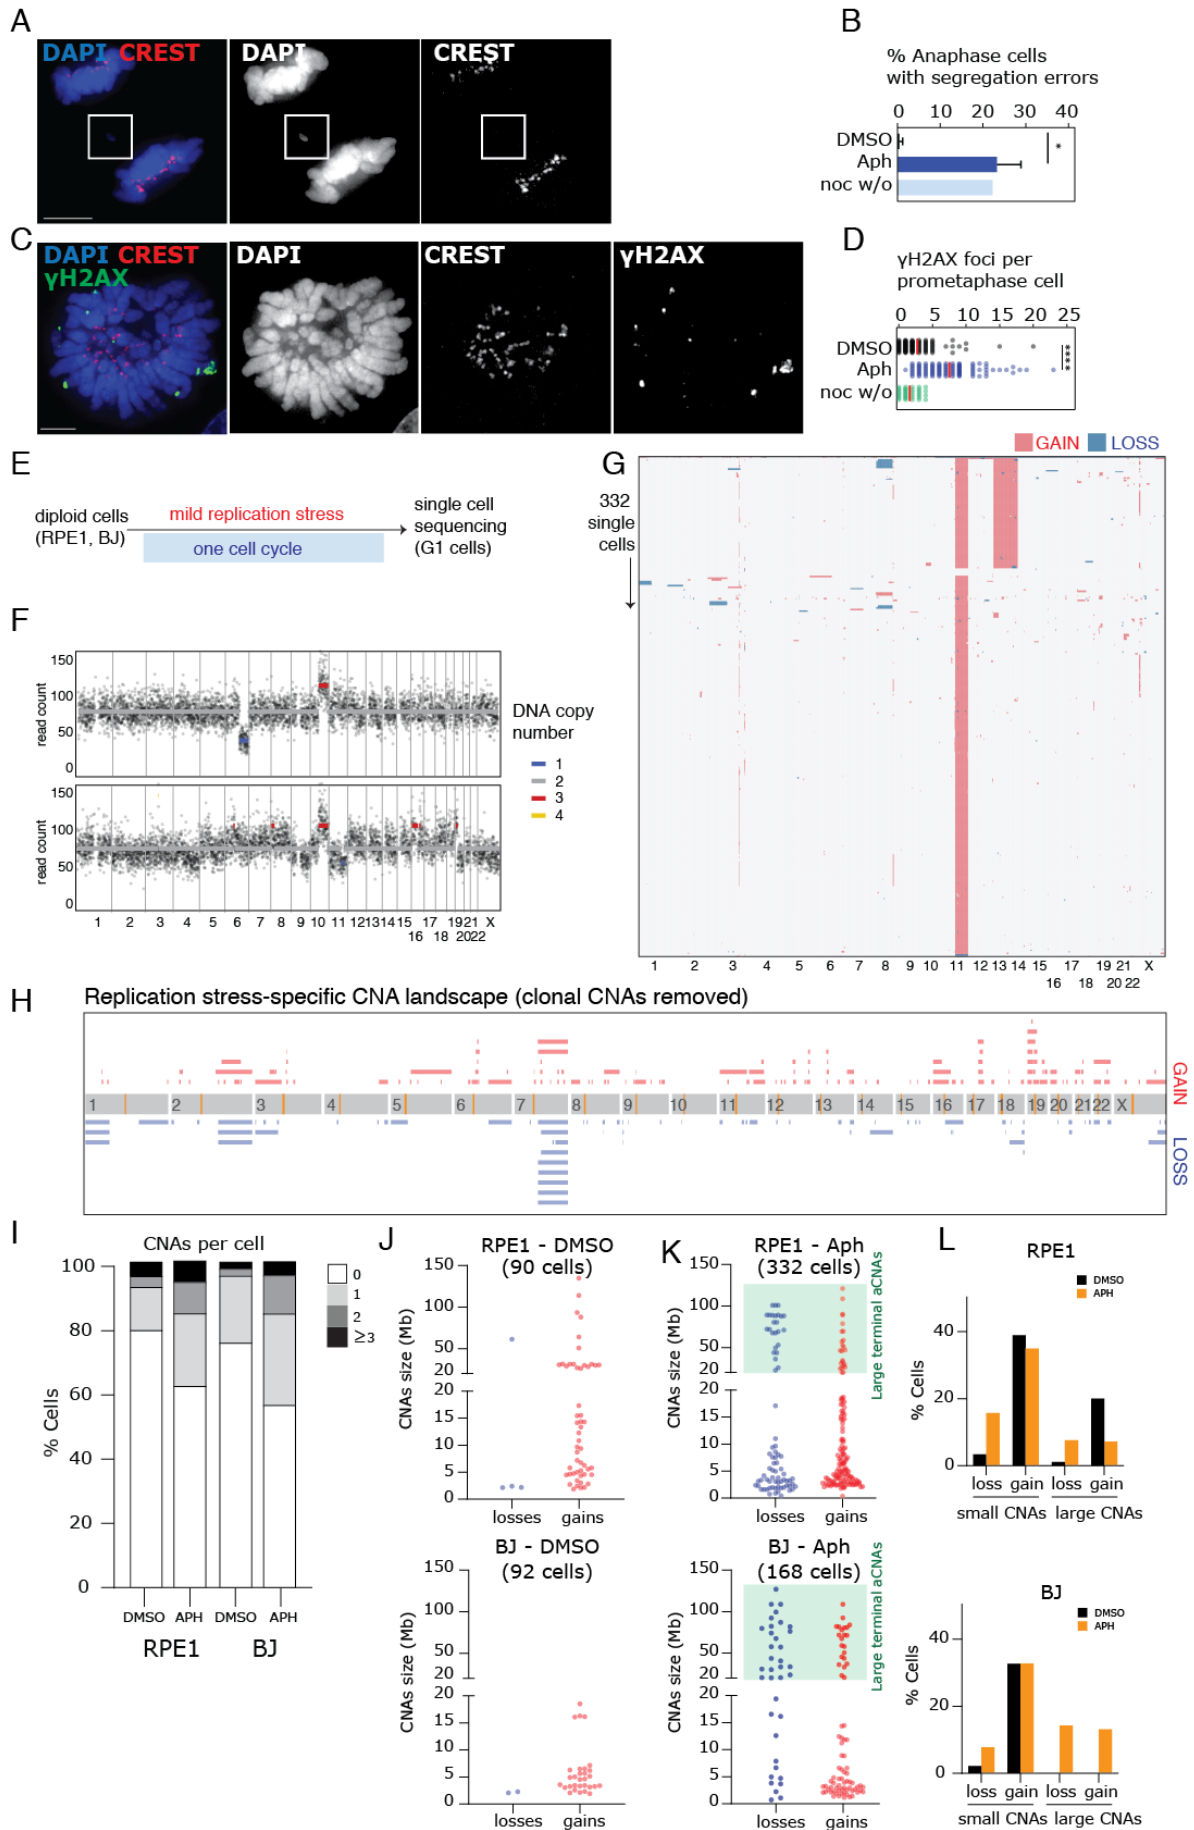 A
DAPI CREST
DAPI
CREST
B
% Anaphase cells
with segregation errors
0 10 20 30 40
DMSO
Aph
noc w/o
*
C
DAPI CREST
γH2AX
DAPI
CREST
γH2AX
D
γH2AX foci per
prometaphase cell
0 5 10 15 20 25
DMSO
Aph
noc w/o
****
E
diploid cells
(RPE1, BJ)
mild replication stress
one cell cycle
single cell
sequencing
(G1 cells)
F
read count
150
100
50
0
read count
100
50
0
1 2 3 4 5 6 7 8 9 10 11 12 13 14 15 16 17 18 19 20 21 22 X
DNA copy
number
1
2
3
4
G
GAIN LOSS
332
single
cells
1 2 3 4 5 6 7 8 9 10 11 12 13 14 15 16 17 18 19 20 21 22 X
H
Replication stress-specific CNA landscape (clonal CNAs removed)
1 2 3 4 5 6 7 8 9 10 11 12 13 14 15 16 17 18 19 20 21 22 X
GAIN
LOSS
I
CNAs per cell
% Cells
100
80
60
40
20
0
0
1
2
≥3
DMSO APH DMSO APH
RPE1 BJ
J
RPE1 - DMSO
(90 cells)
CNAs size (Mb)
150
100
50
20
20
15
10
5
0
losses gains
BJ - DMSO
(92 cells)
CNAs size (Mb)
150
100
50
20
20
15
10
5
0
losses gains
K
RPE1 - Aph
(332 cells)
CNAs size (Mb)
150
100
50
20
20
15
10
5
0
losses gains
Large terminal aCNAs
BJ - Aph
(168 cells)
CNAs size (Mb)
150
100
50
20
20
15
10
5
0
losses gains
Large terminal aCNAs
L
RPE1
DMSO
APH
% Cells
40
20
0
loss gain loss gain
small CNAs large CNAs
BJ
DMSO
APH
% Cells
40
20
0
loss gain loss gain
small CNAs large CNAs